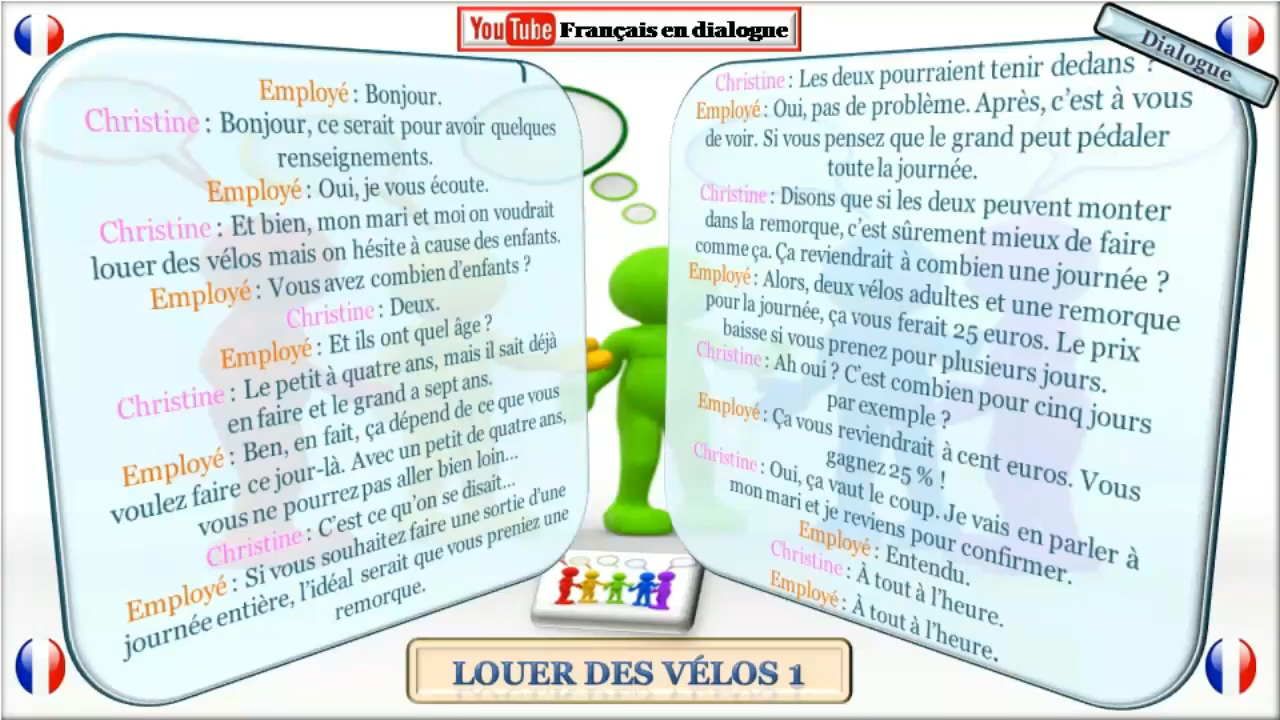 YouTube Français en dialogue
Dialogue
Employé : Bonjour.
Christine : Bonjour, ce serait pour avoir quelques
renseignements.
Employé : Oui, je vous écoute.
Christine : Et bien, mon mari et moi on voudrait
louer des vélos mais on hésite à cause des enfants.
Employé : Vous avez combien d'enfants ?
Christine : Deux.
Employé : Et ils ont quel âge ?
Christine : Le petit à quatre ans, mais il sait déjà
en faire et le grand a sept ans.
Employé : Ben, en fait, ça dépend de ce que vous
voulez faire ce jour-là. Avec un petit de quatre ans,
vous ne pourrez pas aller bien loin...
Christine : C'est ce qu'on se disait...
Employé : Si vous souhaitez faire une sortie d'une
journée entière, l'idéal serait que vous preniez une
remorque.
Christine : Les deux pourraient tenir dedans ?
Employé : Oui, pas de problème. Après, c'est à vous
de voir. Si vous pensez que le grand peut pédaler
toute la journée.
Christine : Disons que si les deux peuvent monter
dans la remorque, c'est sûrement mieux de faire
comme ça. Ça reviendrait à combien une journée ?
Employé : Alors, deux vélos adultes et une remorque
pour la journée, ça vous ferait 25 euros. Le prix
baisse si vous prenez pour plusieurs jours.
Christine : Ah oui ? C'est combien pour cinq jours
par exemple ?
Employé : Ça vous reviendrait à cent euros. Vous
gagnez 25 % !
Christine : Oui, ça vaut le coup. Je vais en parler à
mon mari et je reviens pour confirmer.
Employé : Entendu.
Christine : À tout à l'heure.
Employé : À tout à l'heure.
LOUER DES VÉLOS 1